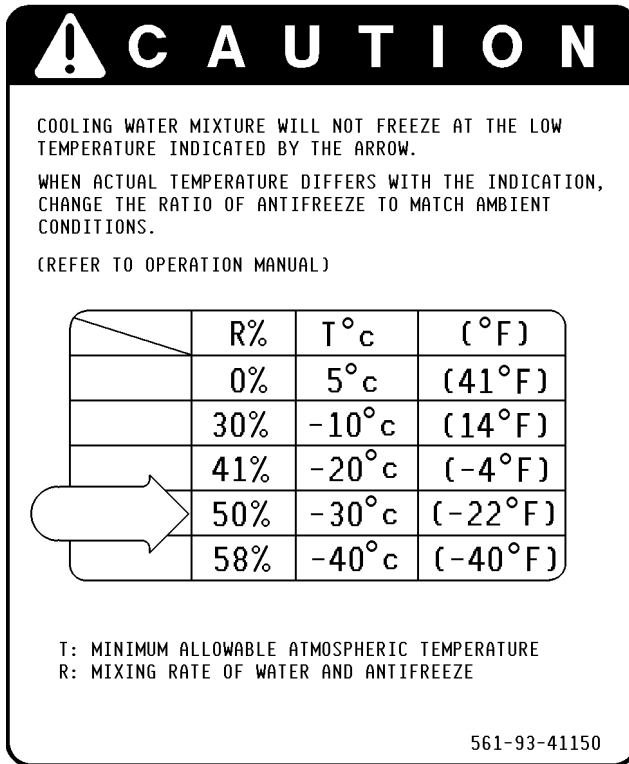 CAUTION
COOLING WATER MIXTURE WILL NOT FREEZE AT THE LOW
TEMPERATURE INDICATED BY THE ARROW.
WHEN ACTUAL TEMPERATURE DIFFERS WITH THE INDICATION,
CHANGE THE RATIO OF ANTIFREEZE TO MATCH AMBIENT
CONDITIONS.
(REFER TO OPERATION MANUAL)
R% T°c (°F)
0% 5°c (41°F)
30% -10°c (14°F)
41% -20°c (-4°F)
50% -30°c (-22°F)
58% -40°c (-40°F)
T: MINIMUM ALLOWABLE ATMOSPHERIC TEMPERATURE
R: MIXING RATE OF WATER AND ANTIFREEZE
561-93-41150